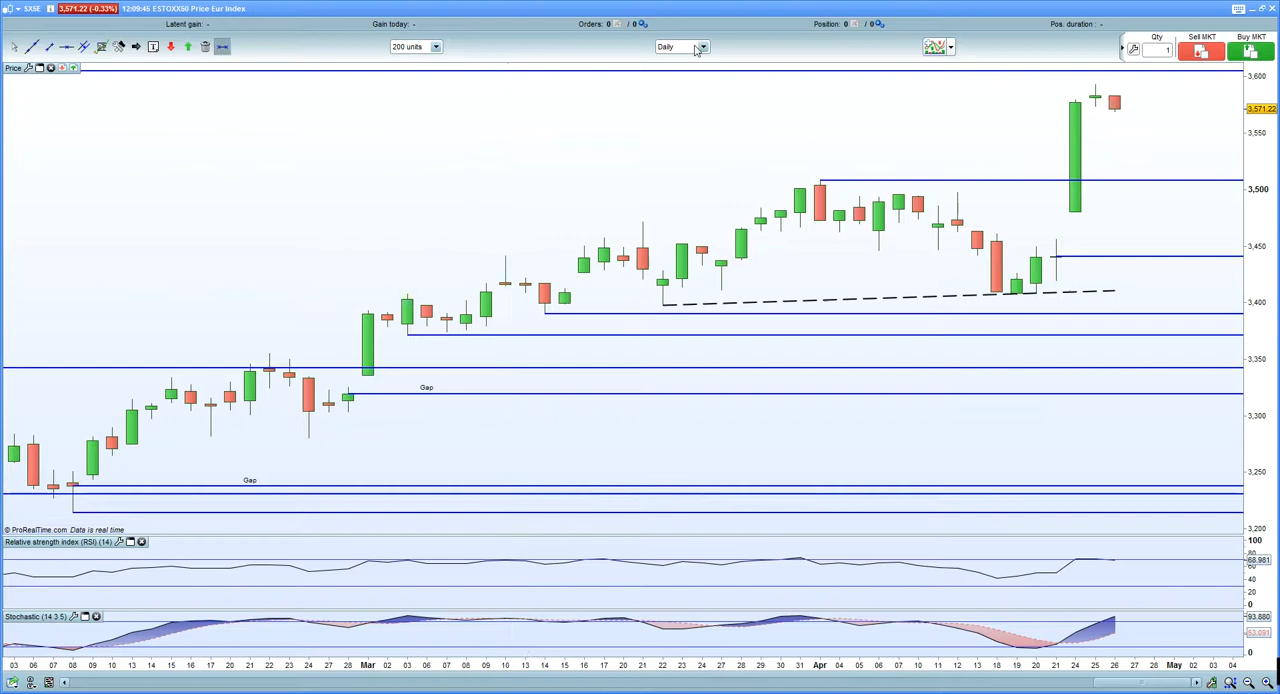 SX5E 3,571.22 (-0.33%) 12:09:45 ESTOXX50 Price Eur Index
Latent gain: - Gain today: - Orders: 0 / 0 Position: 0 / 0 Pos. duration : -
200 units Daily Qty Sell MKT Buy MKT
1
Price
3,600
3,571.22
3,550
3,500
3,450
3,400
3,350
Gap
3,300
3,250
Gap
3,200
© ProRealTime.com Data is real time
Relative strength index (RSI) (14)
100
80
68.981
60
40
20
0
Stochastic (14 3 5)
93.880
53.091
0
03 06 07 08 09 10 13 14 15 16 17 20 21 22 23 24 27 28 Mar 02 03 06 07 08 09 10 13 14 15 16 17 20 21 22 23 24 27 28 29 30 31 Apr 04 05 06 07 10 11 12 13 18 19 20 21 24 25 26 27 28 May 02 03 04